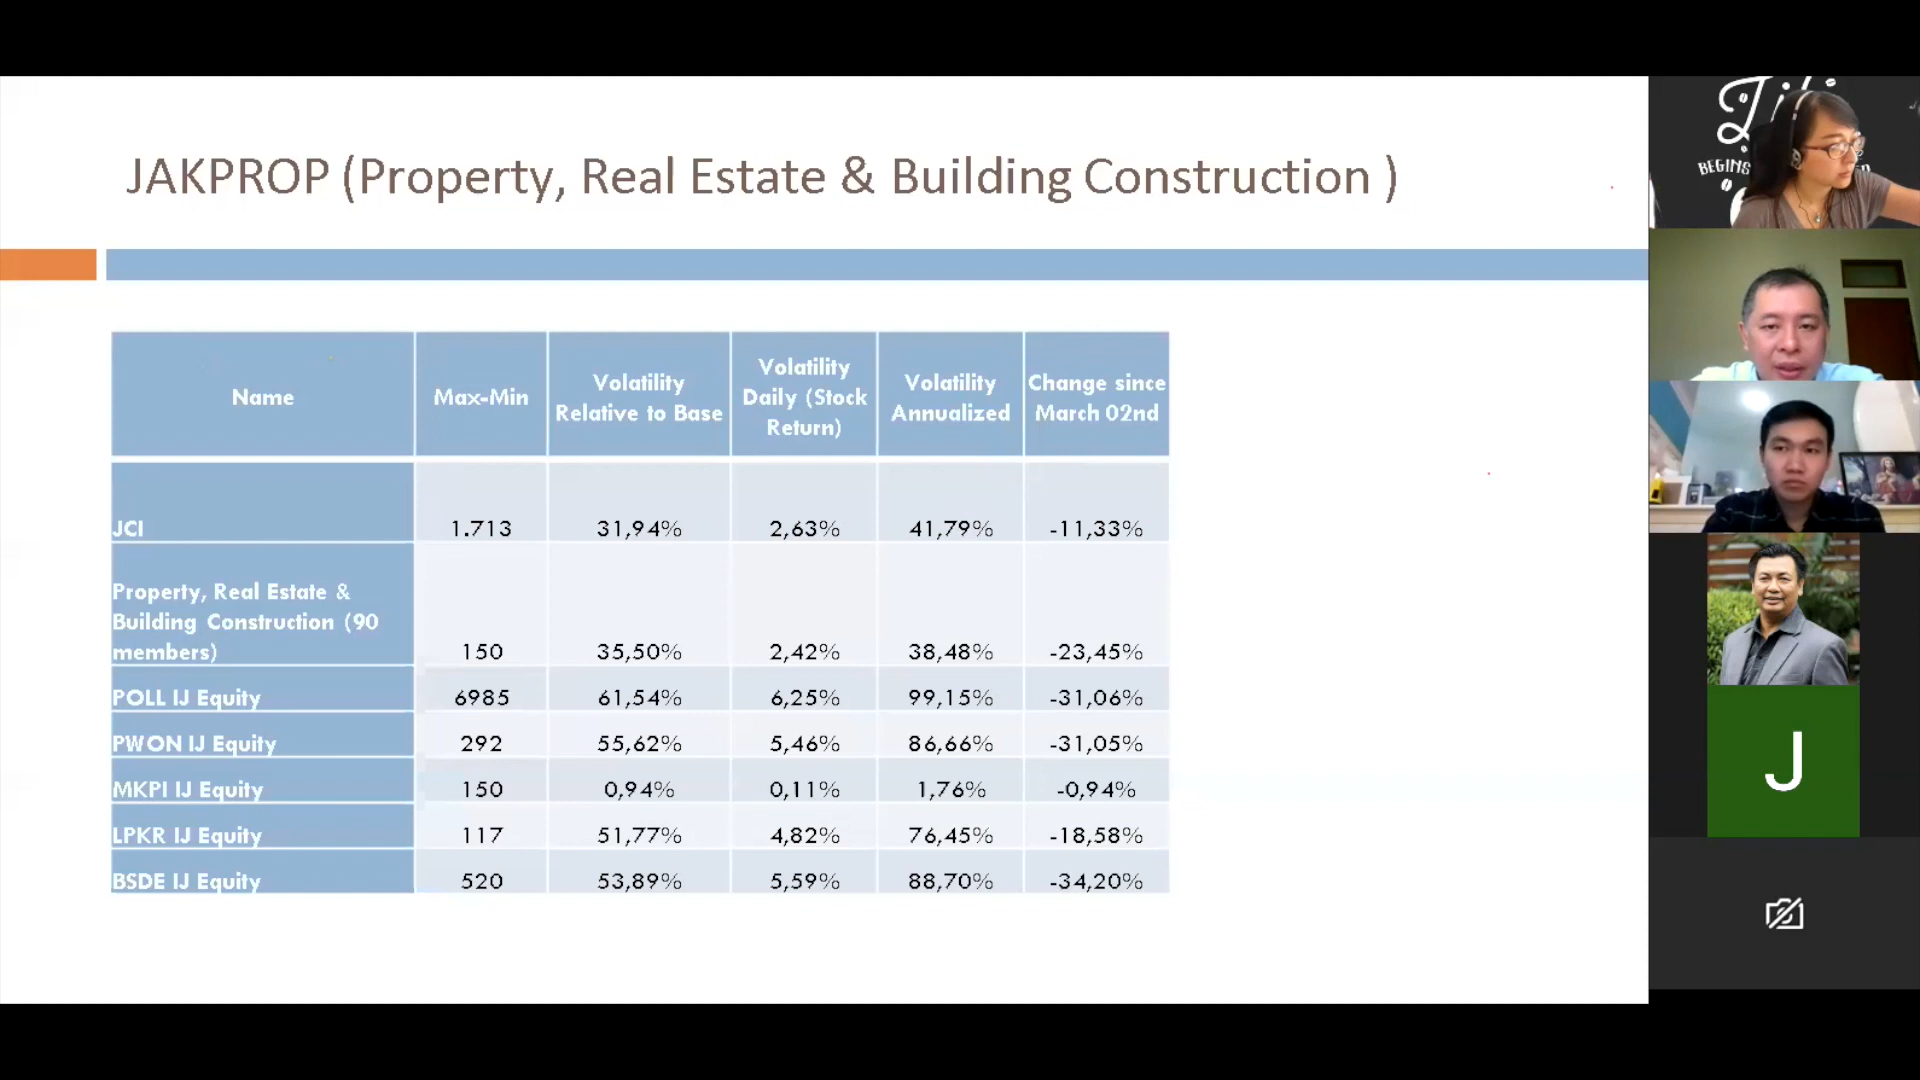 JAKPROP (Property, Real Estate & Building Construction )
Name Max-Min Volatility Relative to Base Volatility Daily (Stock Return) Volatility Annualized Change since March 02nd
JCI 1.713 31,94% 2,63% 41,79% -11,33%
Property, Real Estate &
Building Construction (90
members) 150 35,50% 2,42% 38,48% -23,45%
POLL IJ Equity 6985 61,54% 6,25% 99,15% -31,06%
PWON IJ Equity 292 55,62% 5,46% 86,66% -31,05%
MKPI IJ Equity 150 0,94% 0,11% 1,76% -0,94%
LPKR IJ Equity 117 51,77% 4,82% 76,45% -18,58%
BSDE IJ Equity 520 53,89% 5,59% 88,70% -34,20%
BEGINS
J